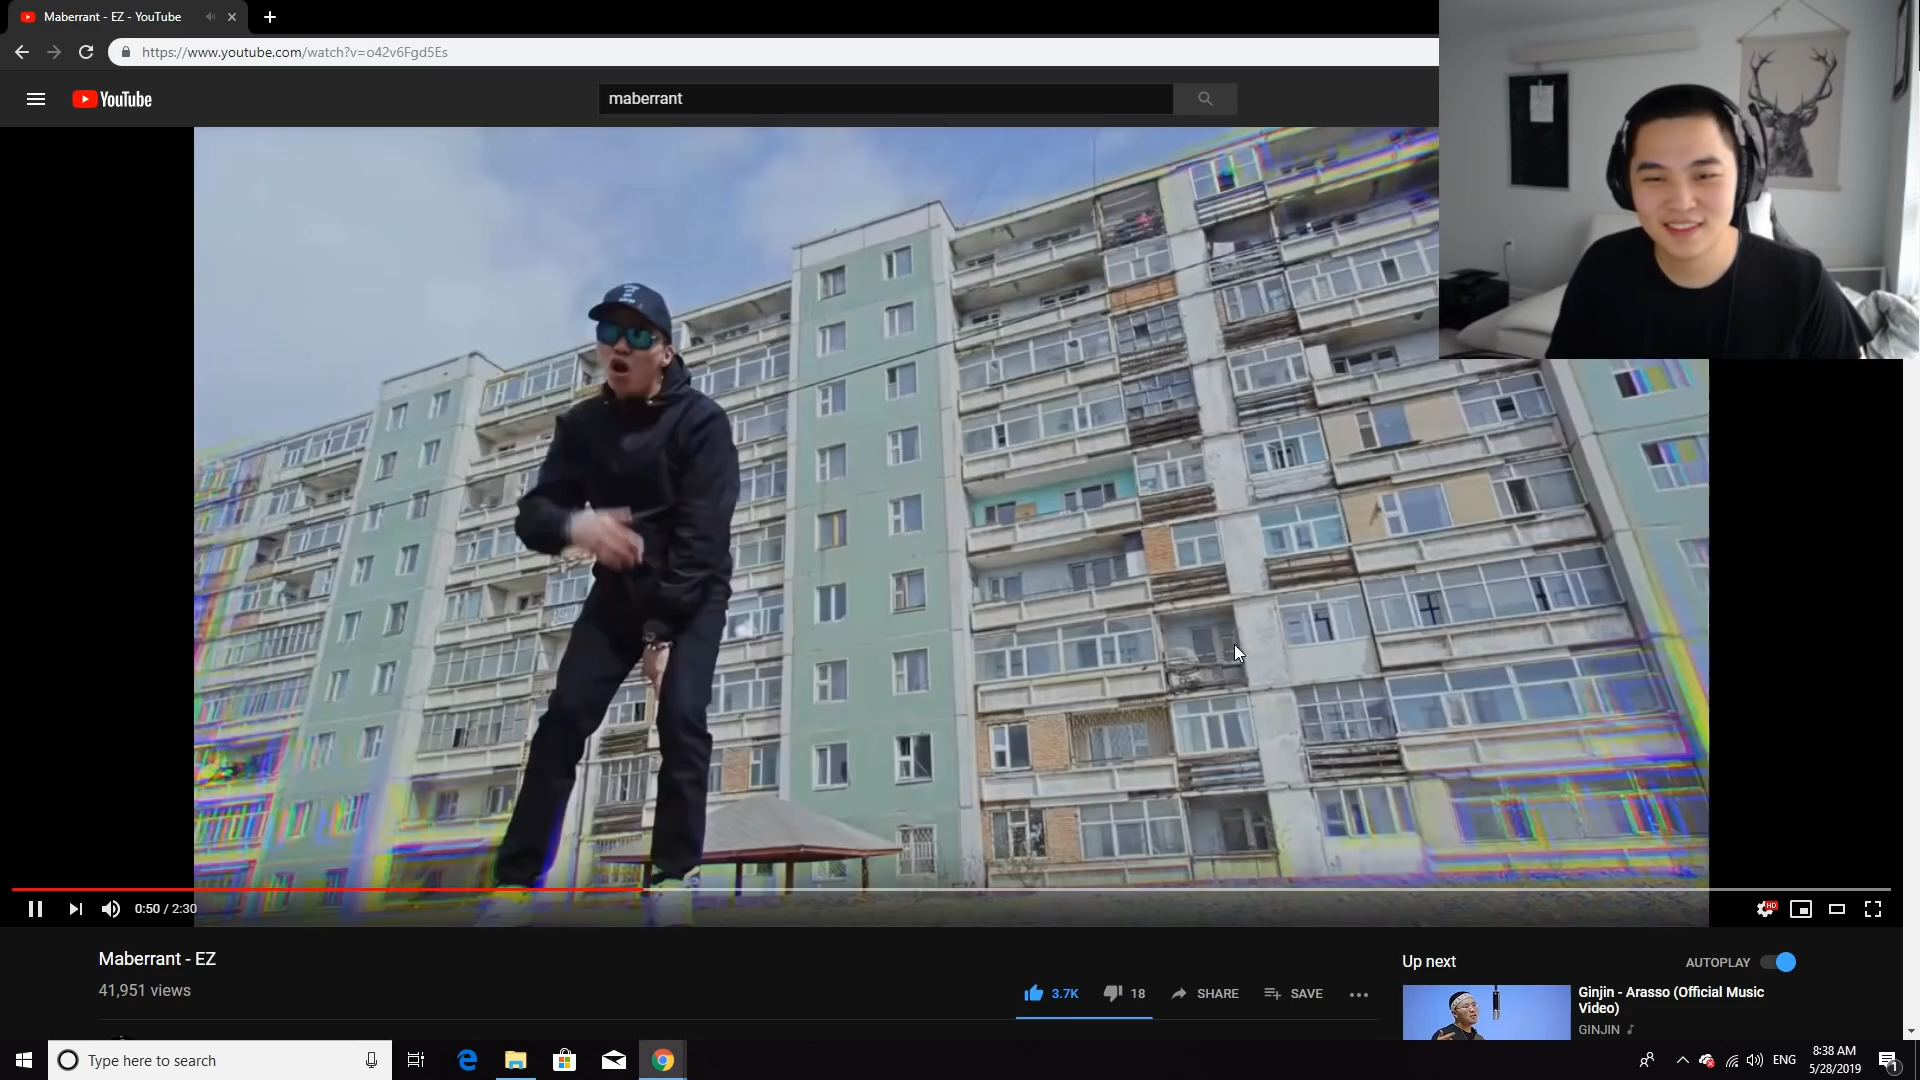 Maberrant - EZ - YouTube
https://www.youtube.com/watch?v=o42v6Fgd5Es
YouTube
maberrant
0:50 / 2:30
HD
Maberrant - EZ
41,951 views
3.7K
18
SHARE
SAVE
Up next
AUTOPLAY
Ginjin - Arasso (Official Music
Video)
GINJIN
Type here to search
ENG
8:38 AM
5/28/2019
1